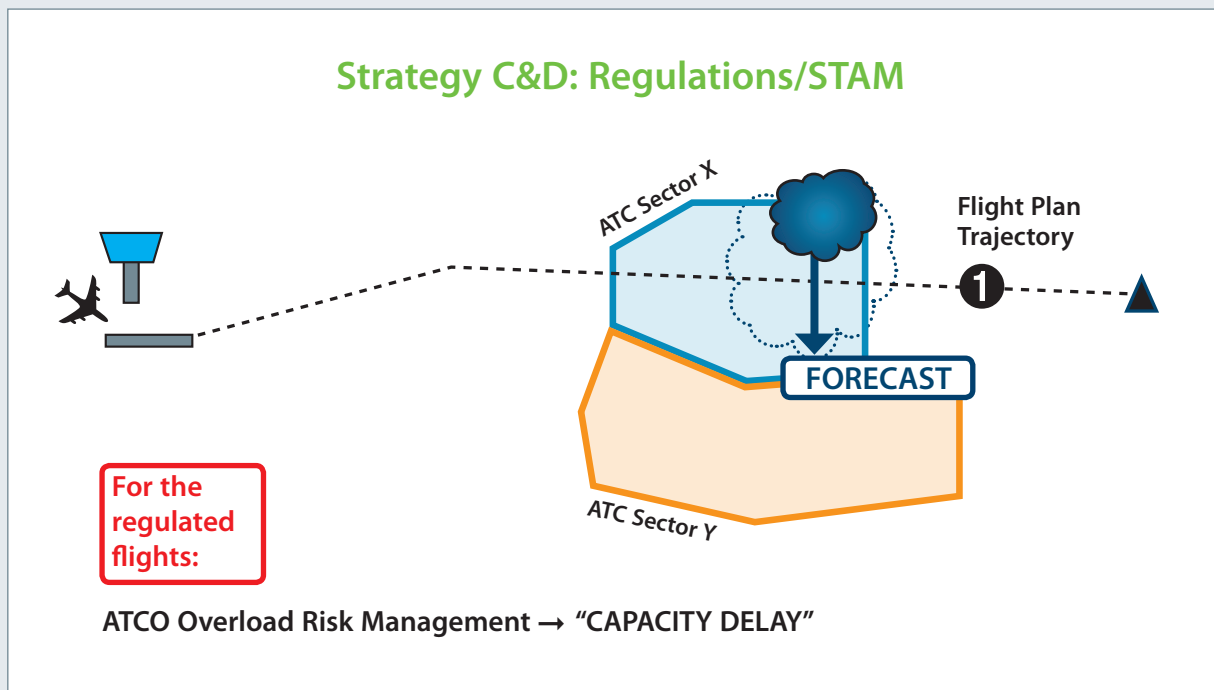 Strategy C&D: Regulations/STAM
ATC Sector X
Flight Plan
Trajectory
1
FORECAST
For the
regulated
flights:
ATC Sector Y
ATCO Overload Risk Management → “CAPACITY DELAY”